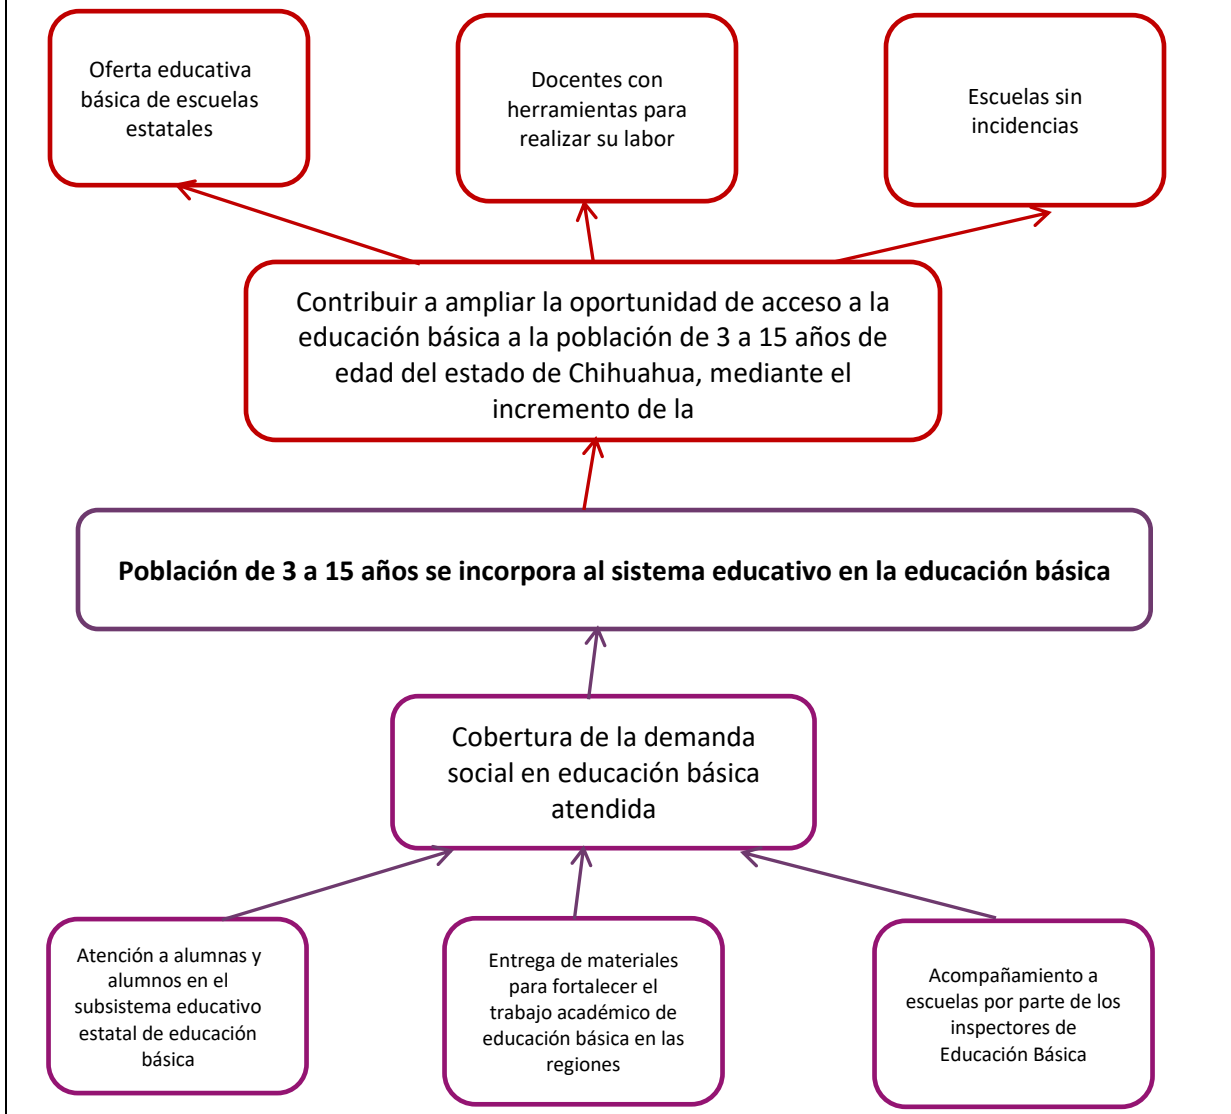 Oferta educativa
básica de escuelas
estatales
Docentes con
herramientas para
realizar su labor
Escuelas sin
incidencias
Contribuir a ampliar la oportunidad de acceso a la
educación básica a la población de 3 a 15 años de
edad del estado de Chihuahua, mediante el
incremento de la
Población de 3 a 15 años se incorpora al sistema educativo en la educación básica
Cobertura de la demanda
social en educación básica
atendida
Atención a alumnas y
alumnos en el
subsistema educativo
estatal de educación
básica
Entrega de materiales
para fortalecer el
trabajo académico de
educación básica en las
regiones
Acompañamiento a
escuelas por parte de los
inspectores de
Educación Básica